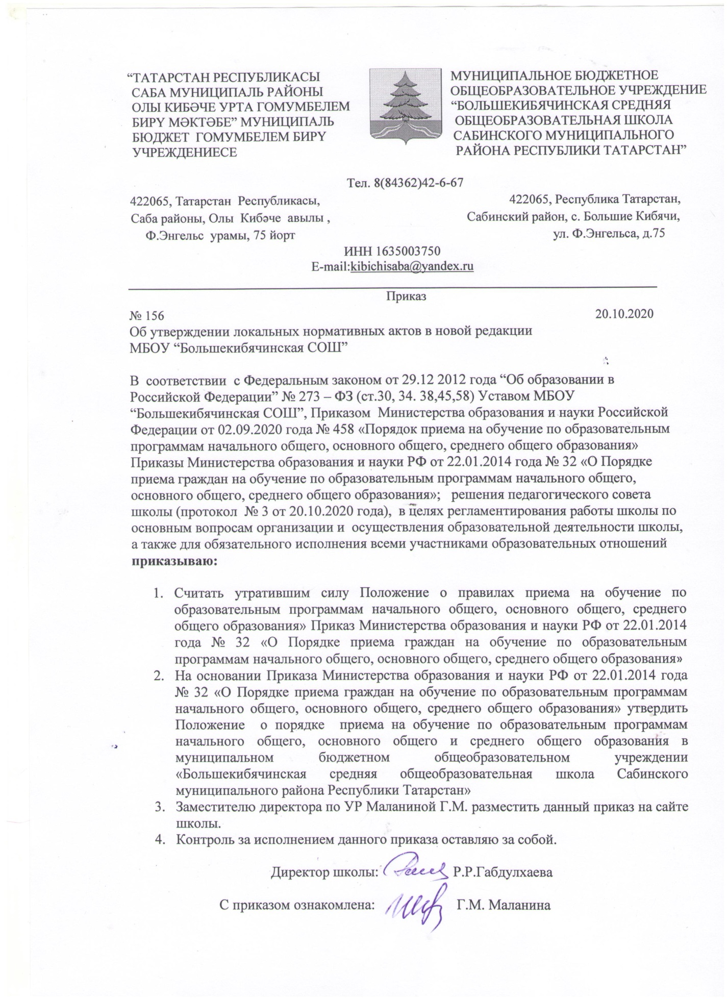 “ТАТАРСТАН РЕСПУБЛИКАСЫ
САБА МУНИЦИПАЛЬ РАЙОНЫ
ОЛЫ КИБӘЧЕ УРТА ГОМУМБЕЛЕМ
БИРҮ МӘКТӘБЕ” МУНИЦИПАЛЬ
БЮДЖЕТ ГОМУМБЕЛЕМ БИРҮ
УЧРЕЖДЕНИЕСЕ
МУНИЦИПАЛЬНОЕ БЮДЖЕТНОЕ
ОБЩЕОБРАЗОВАТЕЛЬНОЕ УЧРЕЖДЕНИЕ
“БОЛЬШЕКИБЯЧИНСКАЯ СРЕДНЯЯ
ОБЩЕОБРАЗОВАТЕЛЬНАЯ ШКОЛА
САБИНСКОГО МУНИЦИПАЛЬНОГО
РАЙОНА РЕСПУБЛИКИ ТАТАРСТАН”
Тел. 8(84362)42-6-67
422065, Татарстан Республикасы,
Саба районы, Олы Кибәче авылы ,
Ф.Энгельс урамы, 75 йорт
422065, Республика Татарстан,
Сабинский район, с. Большие Кибячи,
ул. Ф.Энгельса, д.75
ИНН 1635003750
E-mail:kibichisaba@yandex.ru
Приказ
№ 156 20.10.2020
Об утверждении локальных нормативных актов в новой редакции
МБОУ “Большекибячинская СОШ”
В соответствии с Федеральным законом от 29.12 2012 года “Об образовании в
Российской Федерации” № 273 – ФЗ (ст.30, 34. 38,45,58) Уставом МБОУ
“Большекибячинская СОШ”, Приказом Министерства образования и науки Российской
Федерации от 02.09.2020 года № 458 «Порядок приема на обучение по образовательным
программам начального общего, основного общего, среднего общего образования»
Приказы Министерства образования и науки РФ от 22.01.2014 года № 32 «О Порядке
приема граждан на обучение по образовательным программам начального общего,
основного общего, среднего общего образования»; решения педагогического совета
школы (протокол № 3 от 20.10.2020 года), в целях регламентирования работы школы по
основным вопросам организации и осуществления образовательной деятельности школы,
а также для обязательного исполнения всеми участниками образовательных отношений
приказываю:
1. Считать утратившим силу Положение о правилах приема на обучение по
образовательным программам начального общего, основного общего, среднего
общего образования» Приказ Министерства образования и науки РФ от 22.01.2014
года № 32 «О Порядке приема граждан на обучение по образовательным
программам начального общего, основного общего, среднего общего образования»
2. На основании Приказа Министерства образования и науки РФ от 22.01.2014 года
№ 32 «О Порядке приема граждан на обучение по образовательным программам
начального общего, основного общего, среднего общего образования» утвердить
Положение о порядке приема на обучение по образовательным программам
начального общего, основного общего и среднего общего образования в
муниципальном бюджетном общеобразовательном учреждении
«Большекибячинская средняя общеобразовательная школа Сабинского
муниципального района Республики Татарстан»
3. Заместителю директора по УР Маланиной Г.М. разместить данный приказ на сайте
школы.
4. Контроль за исполнением данного приказа оставляю за собой.
Директор школы: Р.Р.Габдулхаева
С приказом ознакомлена: Г.М. Маланина